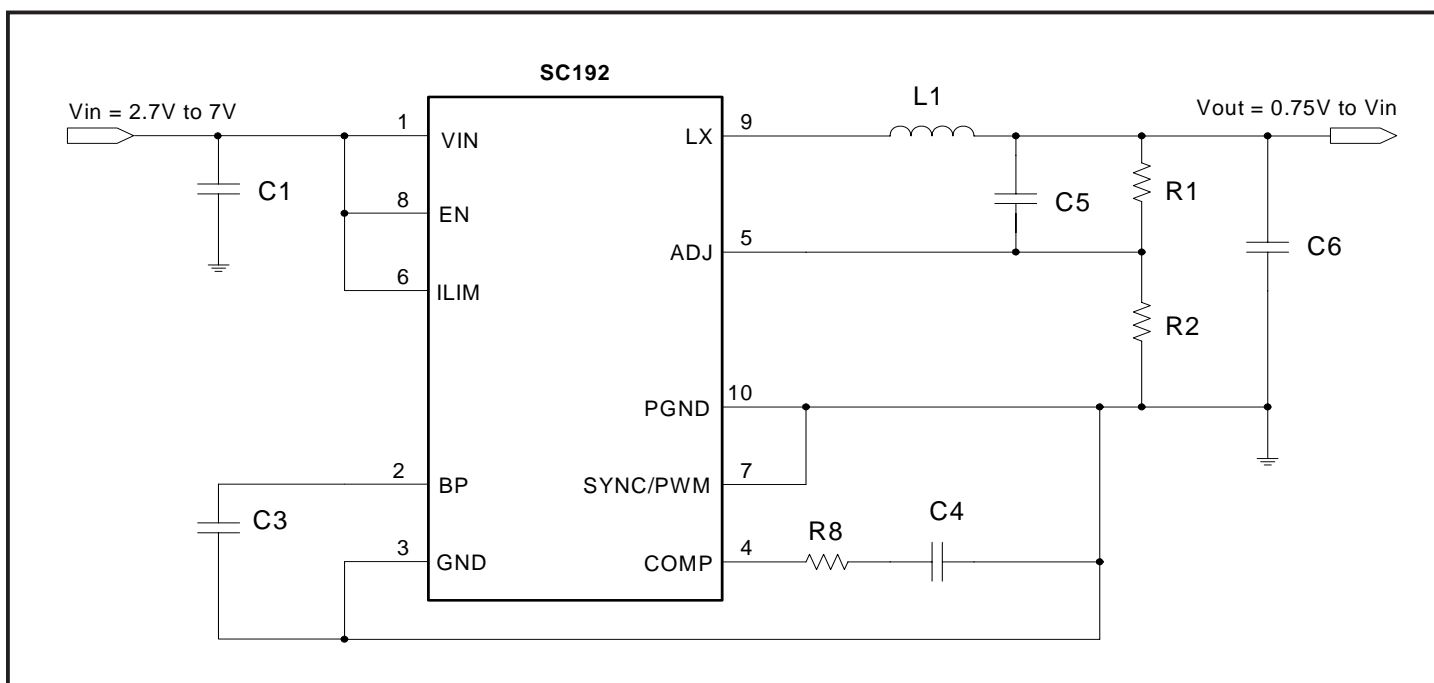 SC192
Vin = 2.7V to 7V
L1
Vout = 0.75V to Vin
1
VIN
LX
9
C1
C5
R1
8
EN
ADJ
5
C6
6
ILIM
R2
PGND
10
2
BP
SYNC/PWM
7
C3
R8
C4
3
GND
COMP
4